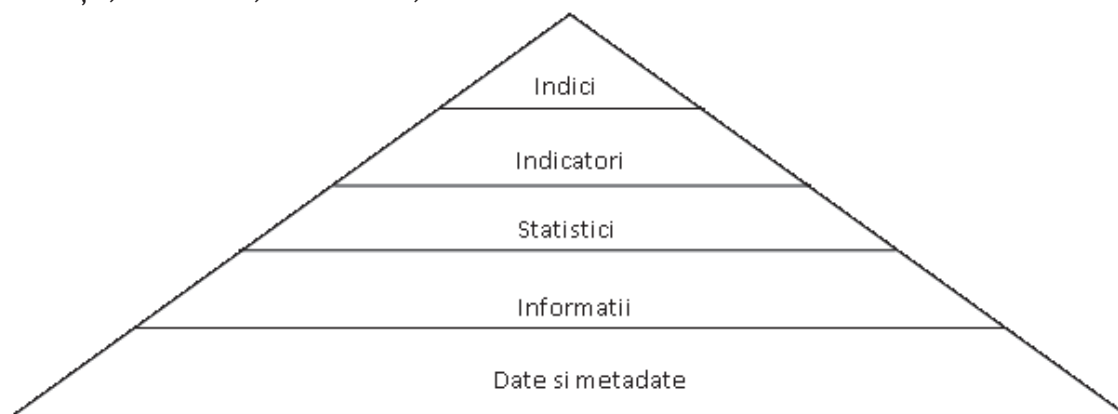 Indici
Indicatori
Statistici
Informatii
Date si metadate